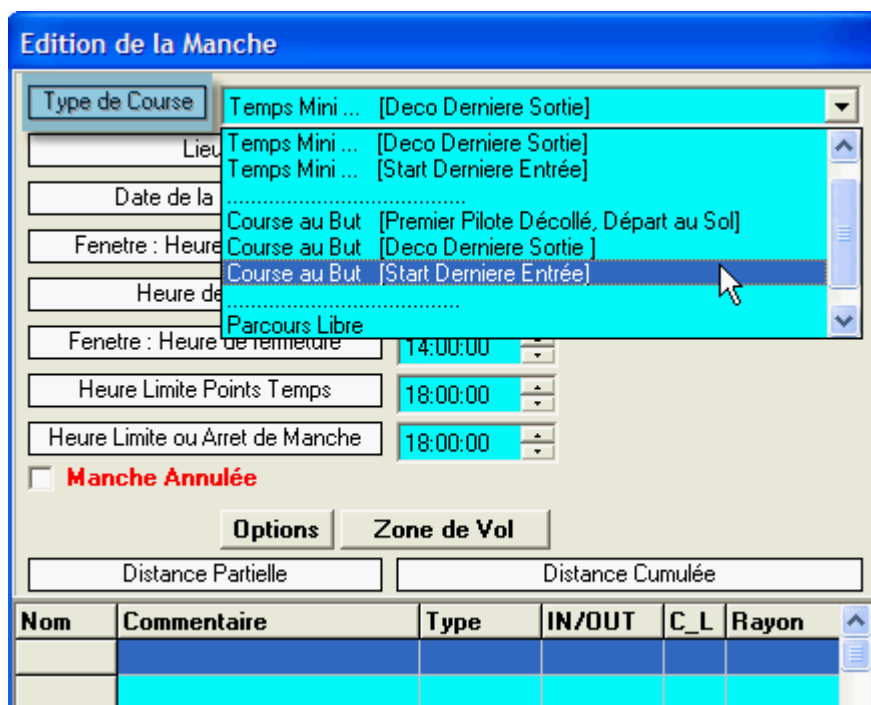 Edition de la Manche
Type de Course Temps Mini ... [Deco Derniere Sortie]
Lieu Temps Mini ... [Deco Derniere Sortie]
Temps Mini ... [Start Derniere Entrée]
Date de la ........................................
Course au But [Premier Pilote Décollé, Départ au Sol]
Fenetre : Heure Course au But [Deco Derniere Sortie ]
Course au But [Start Derniere Entrée]
Heure de .......................................
Parcours Libre
Fenetre : Heure de fermeture 14:00:00
Heure Limite Points Temps 18:00:00
Heure Limite ou Arret de Manche 18:00:00
Manche Annulée
Options Zone de Vol
Distance Partielle Distance Cumulée
Nom Commentaire Type IN/OUT C_L Rayon